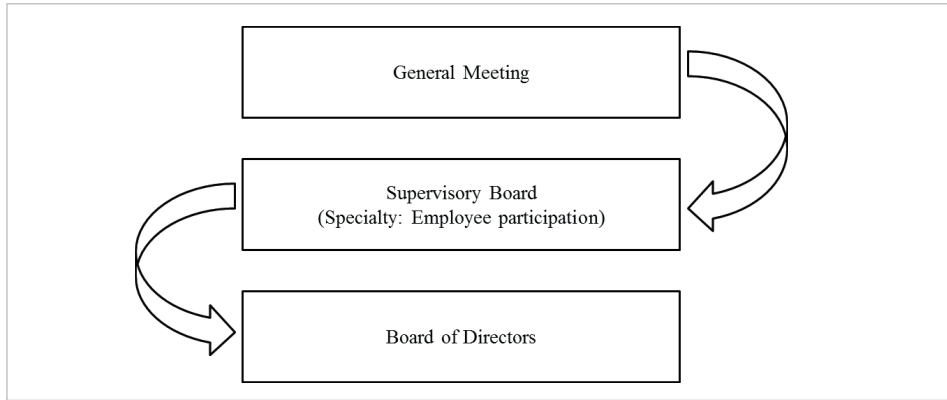 General Meeting
Supervisory Board
(Specialty: Employee participation)
Board of Directors